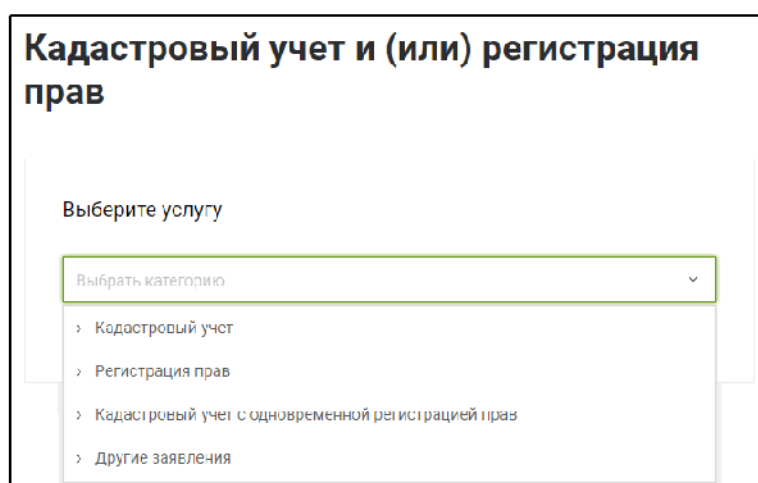 Кадастровый учет и (или) регистрация
прав
Выберите услугу
Выбрать категорию
Кадастровый учет
Регистрация прав
Кадастровый учет с одновременной регистрацией прав
Другие заявления